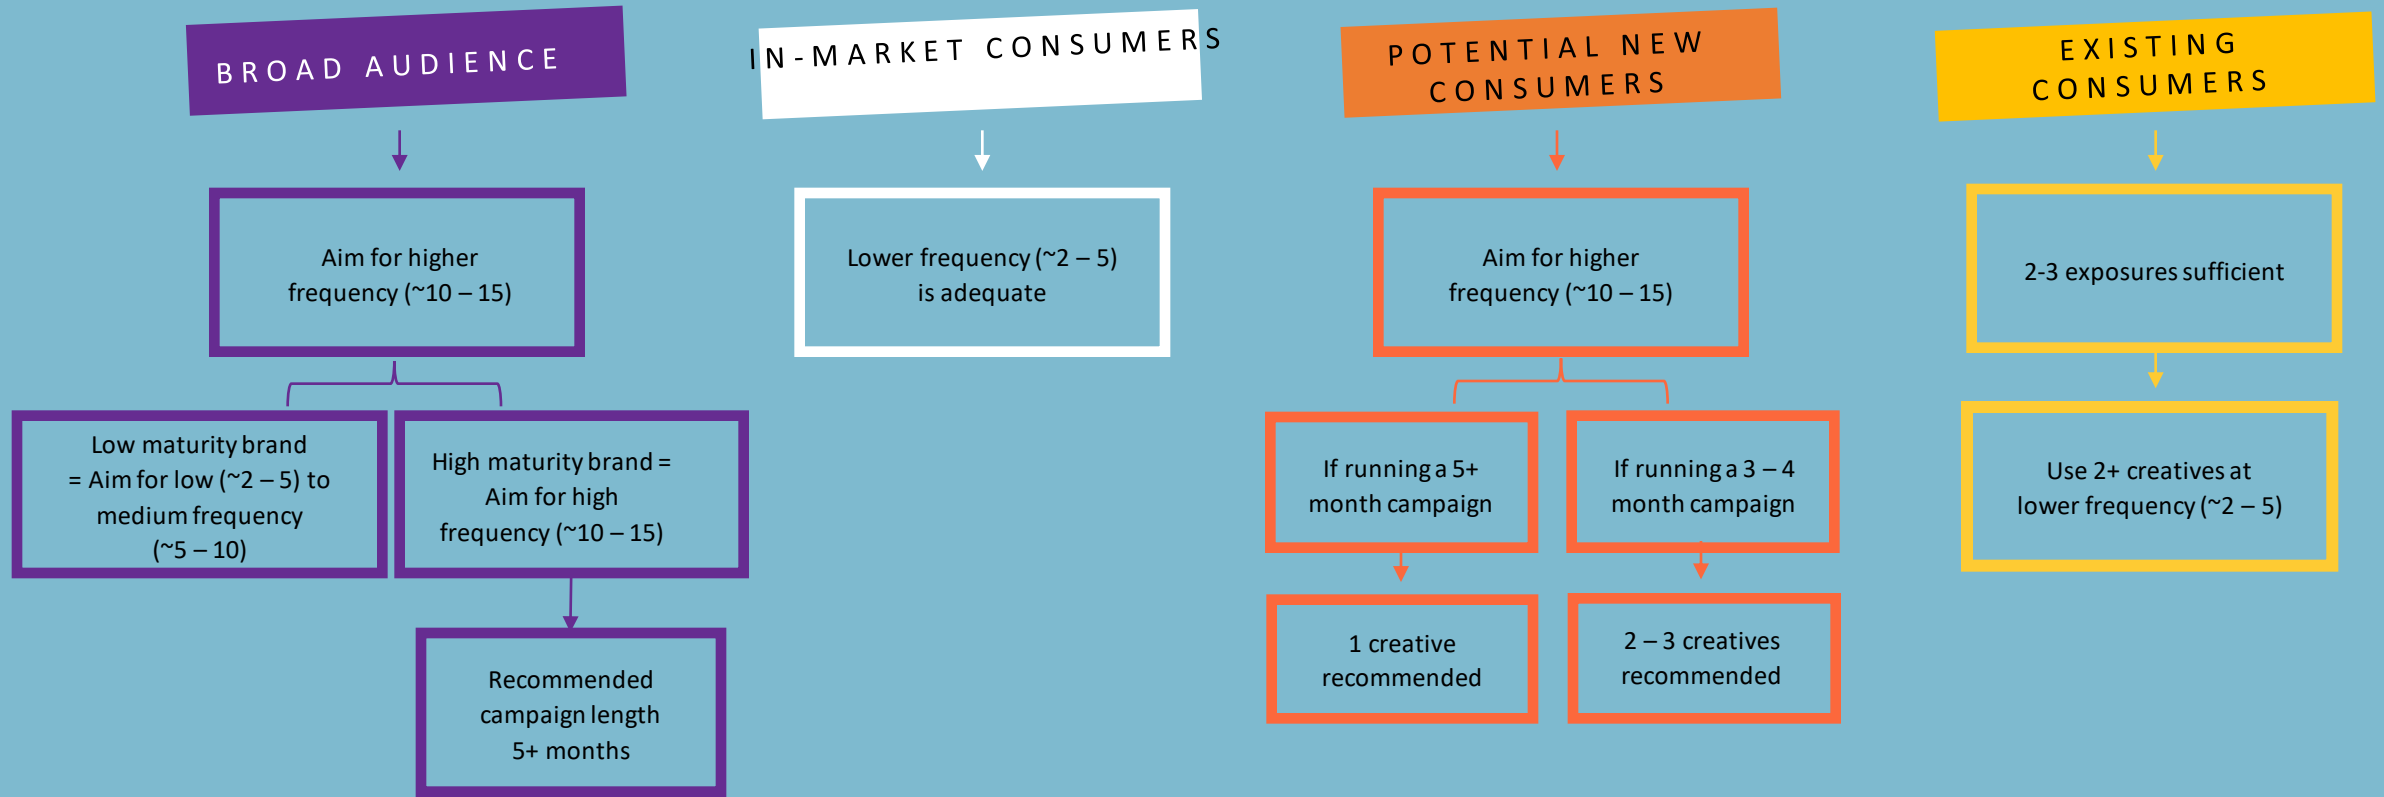 BROAD AUDIENCE
Aim for higher
frequency (~10 – 15)
Low maturity brand
= Aim for low (~2 – 5) to
medium frequency
(~5 – 10)
High maturity brand =
Aim for high
frequency (~10 – 15)
Recommended
campaign length
5+ months
IN-MARKET CONSUMERS
Lower frequency (~2 – 5)
is adequate
POTENTIAL NEW
CONSUMERS
Aim for higher
frequency (~10 – 15)
If running a 5+
month campaign
1 creative
recommended
If running a 3 – 4
month campaign
2 – 3 creatives
recommended
EXISTING
CONSUMERS
2-3 exposures sufficient
Use 2+ creatives at
lower frequency (~2 – 5)